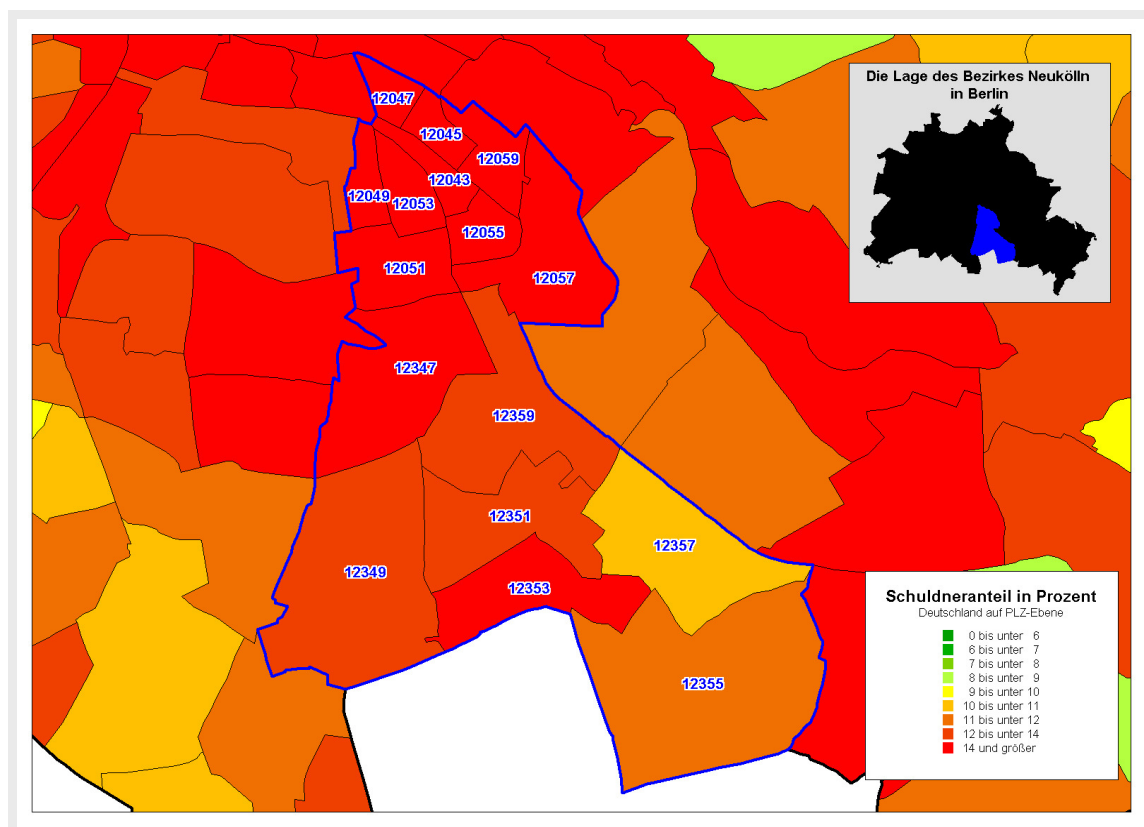 Die Lage des Bezirkes Neukölln
in Berlin
12047
12045
12059
12043
12049
12053
12055
12051
12057
12347
12359
12351
12357
12349
12353
12355
Schuldneranteil in Prozent
Deutschland auf PLZ-Ebene
0 bis unter 6
6 bis unter 7
7 bis unter 8
8 bis unter 9
9 bis unter 10
10 bis unter 11
11 bis unter 12
12 bis unter 14
14 und größer